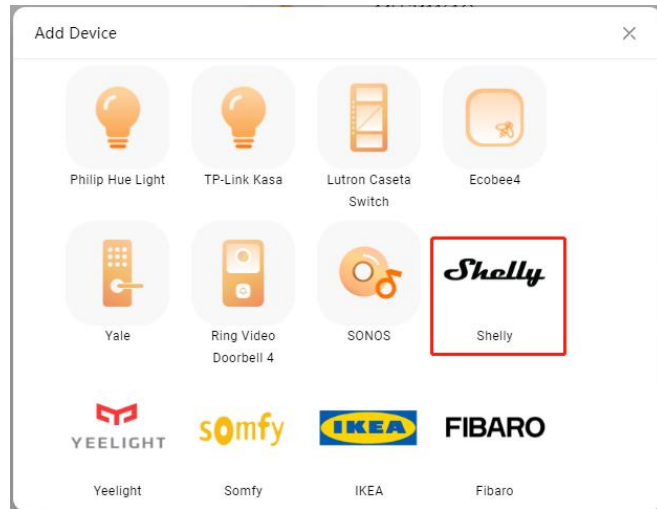 Add Device
Philip Hue Light
TP-Link Kasa
Lutron Caseta
Switch
Ecobee4
Yale
Ring Video
Doorbell 4
SONOS
Shelly
Shelly
YEELIGHT
somfy
IKEA
FIBARO
Yeelight
Somfy
IKEA
Fibaro